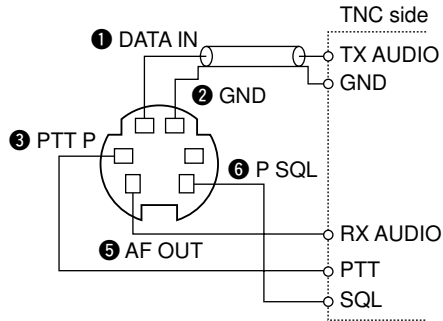 TNC side
❶ DATA IN
TX AUDIO
❷ GND
GND
❸ PTT P
❻ P SQL
❺ AF OUT
RX AUDIO
PTT
SQL